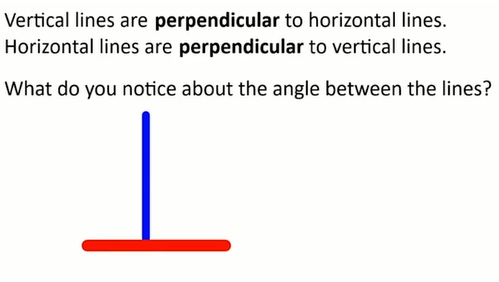 Vertical lines are perpendicular to horizontal lines.
Horizontal lines are perpendicular to vertical lines.
What do you notice about the angle between the lines?